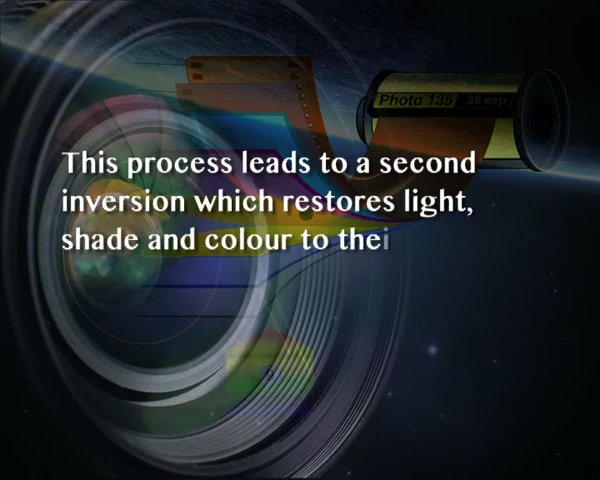 Photo 135 36 exp
This process leads to a second
inversion which restores light,
shade and colour to thei